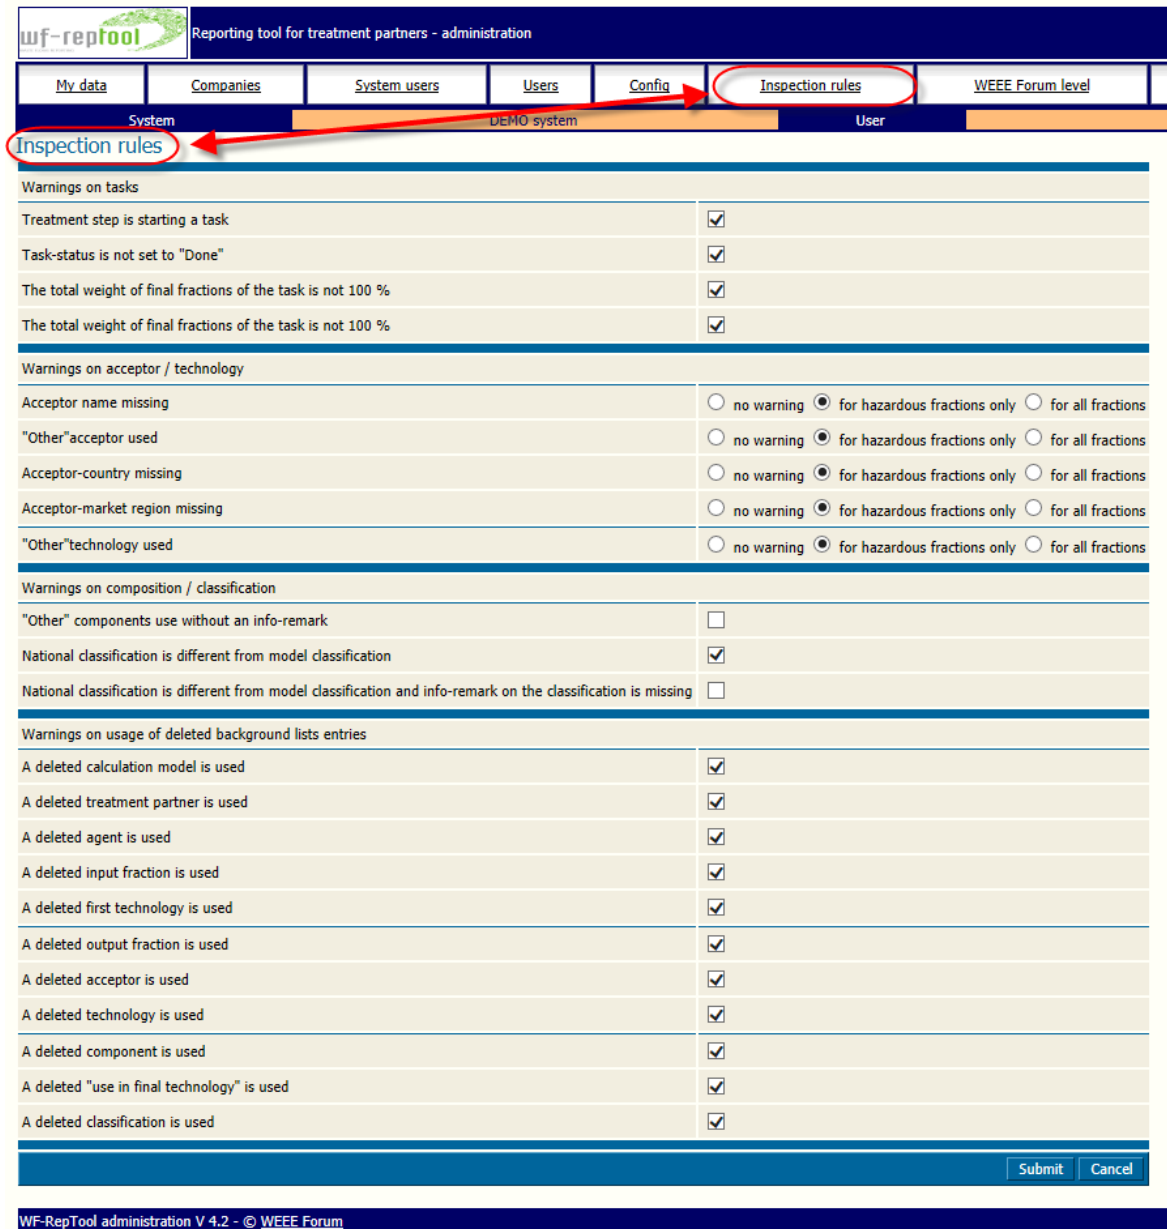 wf-reptool
Reporting tool for treatment partners - administration
My data Companies System users Users Config Inspection rules WEEE Forum level
System DEMO system User
Inspection rules
Warnings on tasks
Treatment step is starting a task
Task-status is not set to "Done"
The total weight of final fractions of the task is not 100 %
The total weight of final fractions of the task is not 100 %
Warnings on acceptor / technology
Acceptor name missing no warning for hazardous fractions only for all fractions
"Other"acceptor used no warning for hazardous fractions only for all fractions
Acceptor-country missing no warning for hazardous fractions only for all fractions
Acceptor-market region missing no warning for hazardous fractions only for all fractions
"Other"technology used no warning for hazardous fractions only for all fractions
Warnings on composition / classification
"Other" components use without an info-remark
National classification is different from model classification
National classification is different from model classification and info-remark on the classification is missing
Warnings on usage of deleted background lists entries
A deleted calculation model is used
A deleted treatment partner is used
A deleted agent is used
A deleted input fraction is used
A deleted first technology is used
A deleted output fraction is used
A deleted acceptor is used
A deleted technology is used
A deleted component is used
A deleted "use in final technology" is used
A deleted classification is used
Submit Cancel
WF-RepTool administration V 4.2 - © WEEE Forum